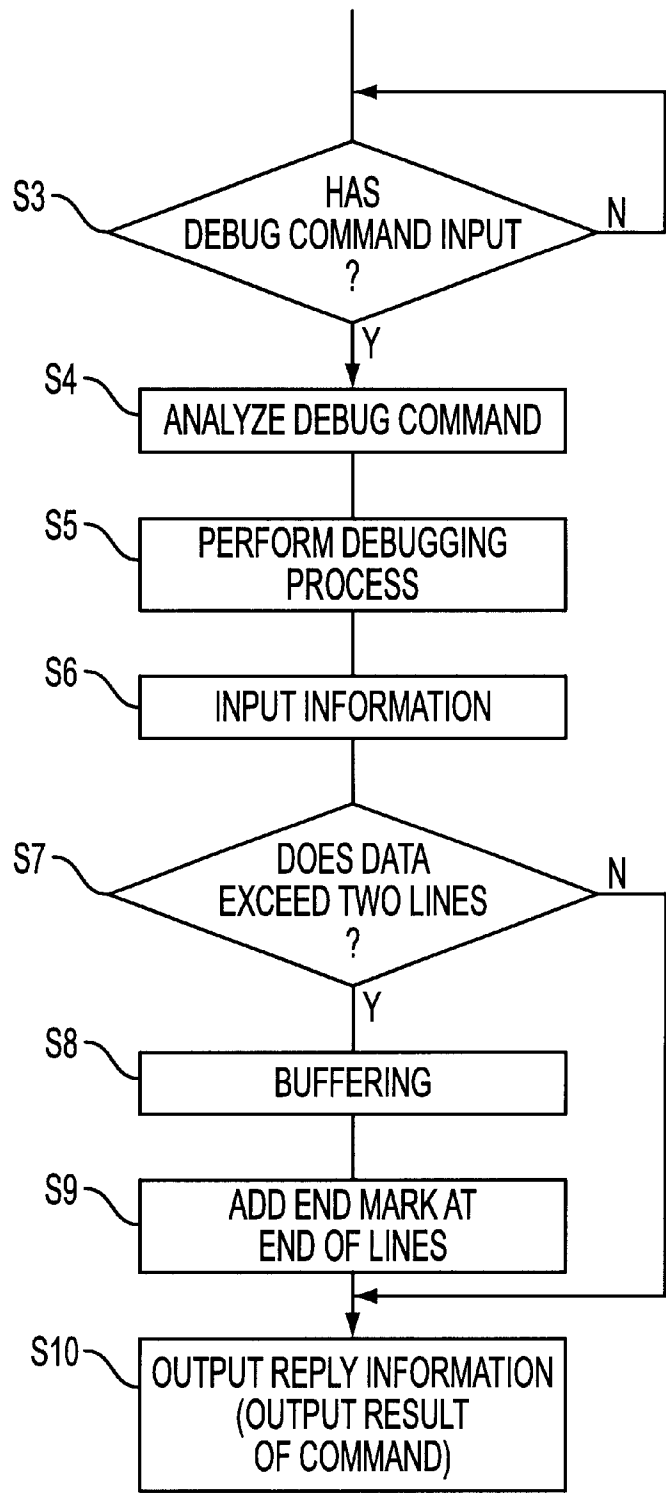 HAS
S3
DEBUG COMMAND INPUT
N
?
Y
S4
ANALYZE DEBUG COMMAND
S5
PERFORM DEBUGGING
PROCESS
S6
INPUT INFORMATION
S7
DOES DATA
N
EXCEED TWO LINES
?
Y
S8
BUFFERING
S9
ADD END MARK AT
END OF LINES
S10
OUTPUT REPLY INFORMATION
(OUTPUT RESULT
OF COMMAND)